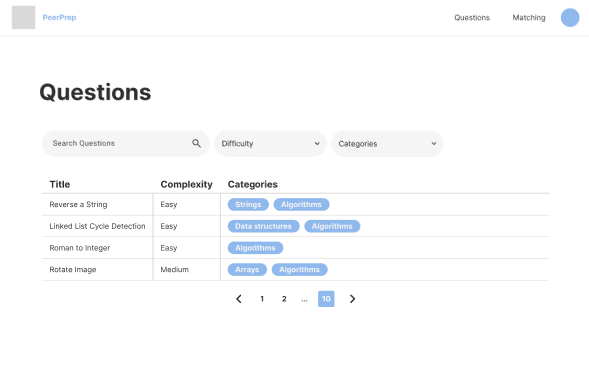 PeerPrep Questions Matching
Questions
Search Questions Difficulty Categories
Title Complexity Categories
Reverse a String Easy Strings Algorithms
Linked List Cycle Detection Easy Data structures Algorithms
Roman to Integer Easy Algorithms
Rotate Image Medium Arrays Algorithms
1 2 ... 10